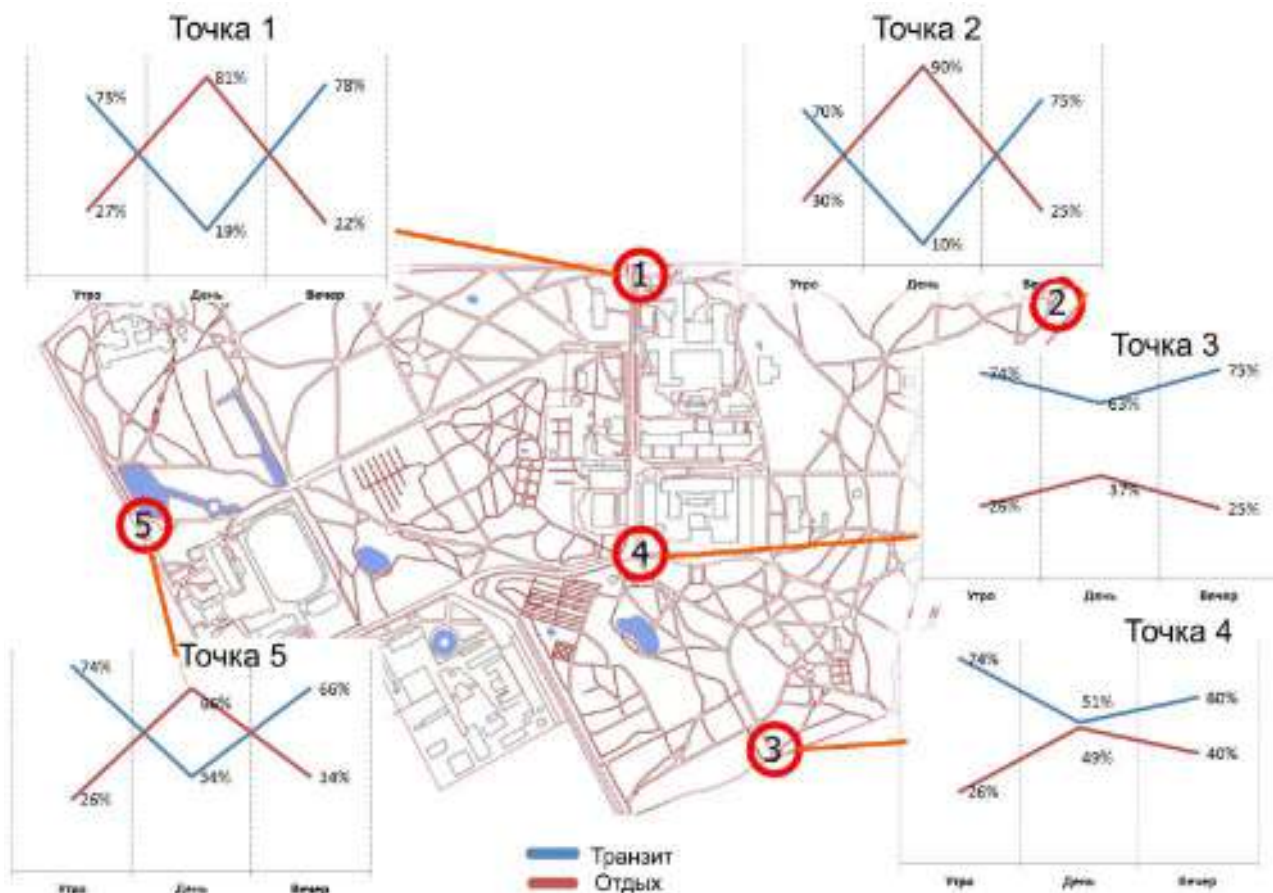 Точка 1
73%
81%
78%
27%
19%
22%
Утро День Вечер
Точка 2
70%
90%
75%
30%
10%
25%
Утро День
1
2
3
4
5
Точка 3
74%
63%
75%
26%
37%
25%
Утро День Вечер
Точка 4
74%
51%
60%
26%
49%
40%
Утро День Вечер
Точка 5
74%
66%
66%
26%
34%
34%
Утро День Вечер
Транзит
Отдых